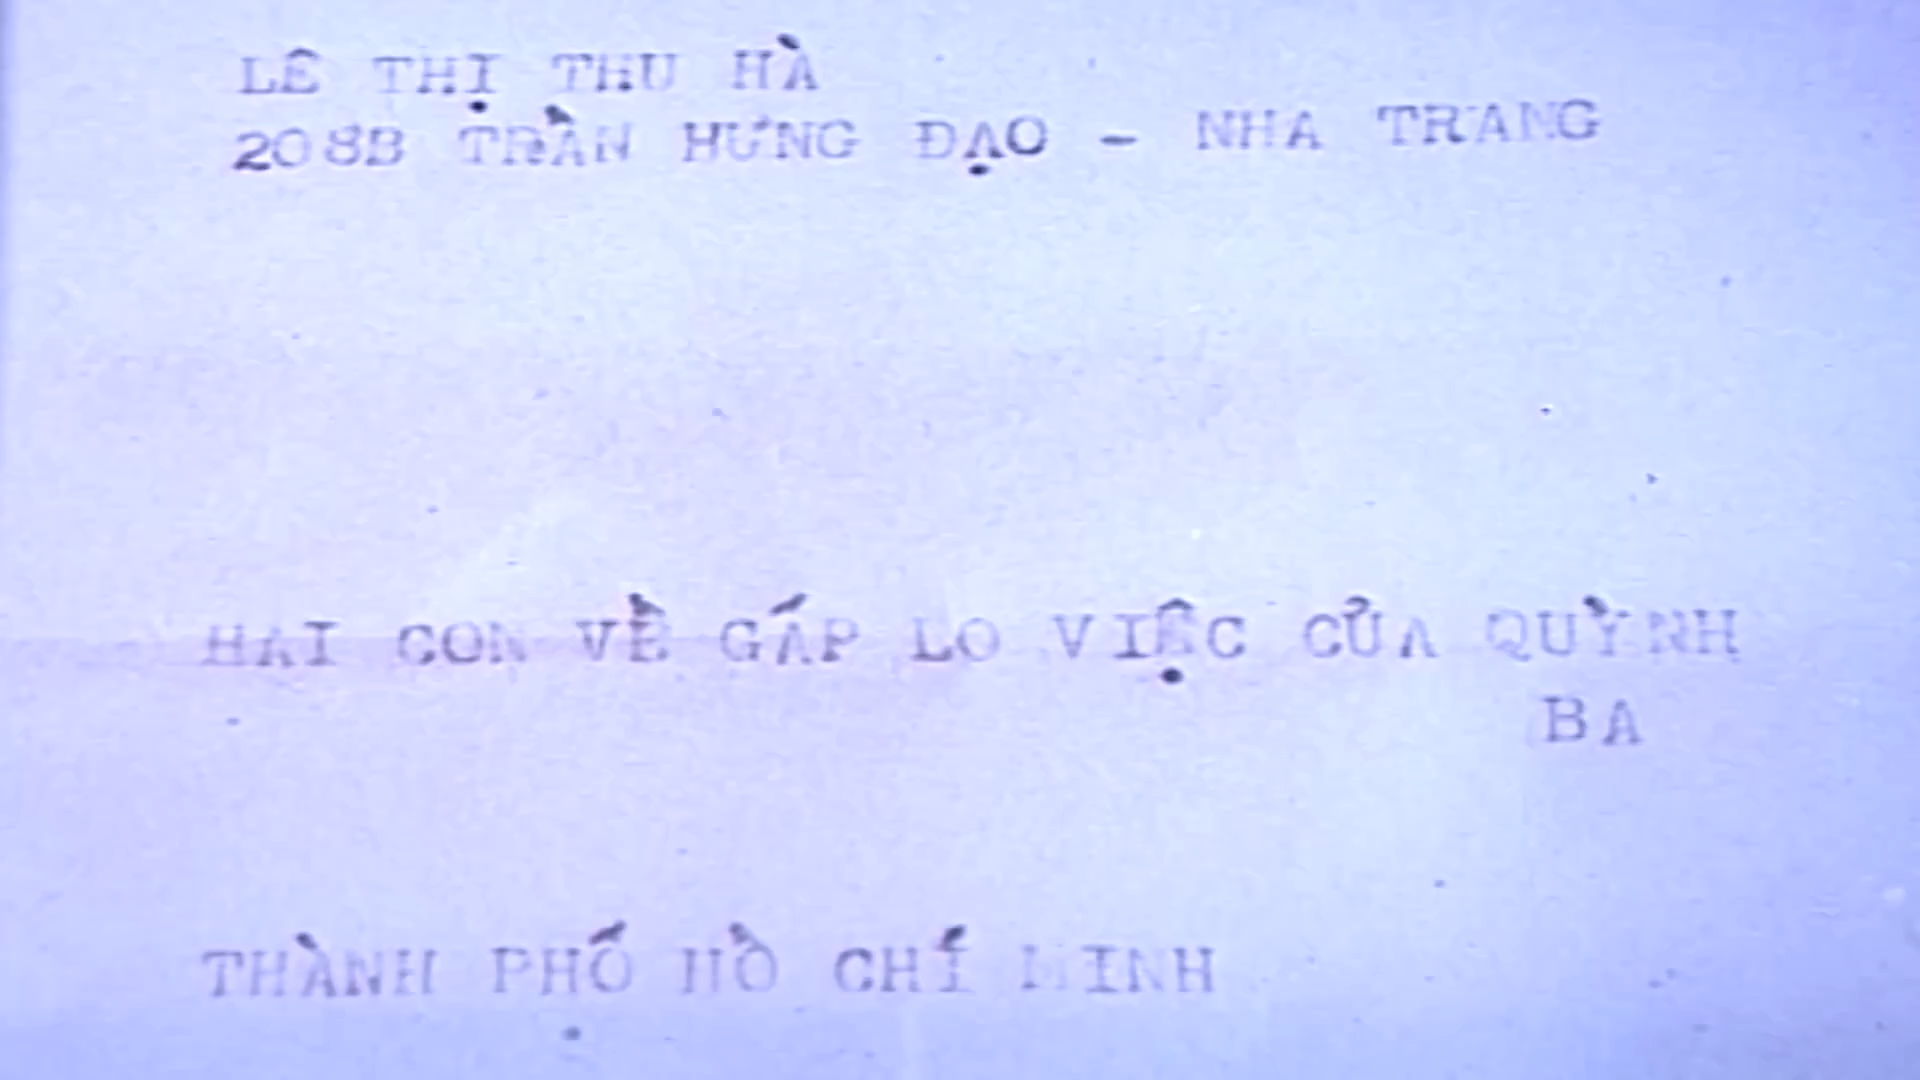 LÊ THỊ THU HÀ
208B TRẦN HƯNG ĐẠO - NHA TRANG
HAI CON VỀ GẤP LO VIỆC CỦA QUỲNH
BA
THÀNH PHỐ HỒ CHÍ MINH